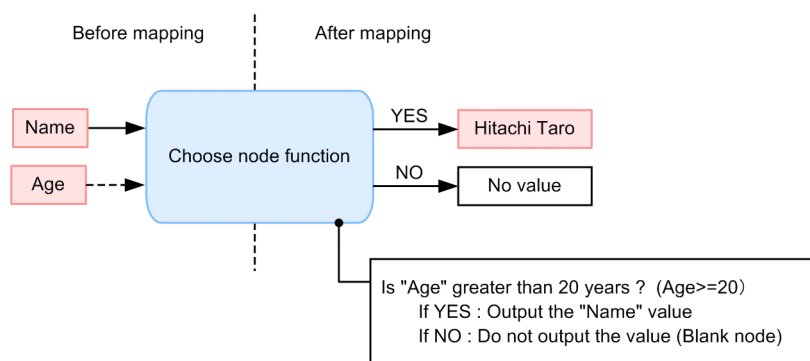 Before mapping
After mapping
Name
Age
Choose node function
YES
Hitachi Taro
NO
No value
Is "Age" greater than 20 years ? (Age>=20)
If YES : Output the "Name" value
If NO : Do not output the value (Blank node)